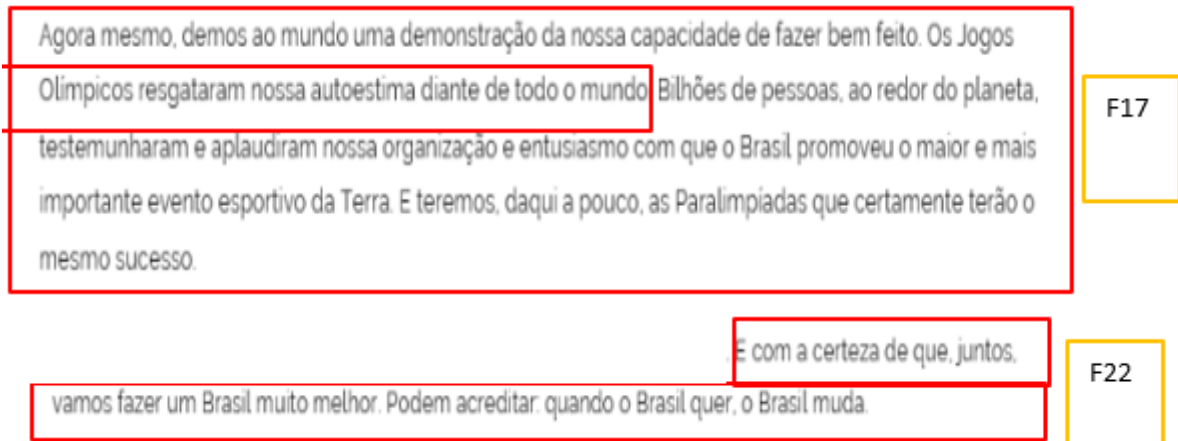 Agora mesmo, demos ao mundo uma demonstração da nossa capacidade de fazer bem feito. Os Jogos
Olímpicos resgataram nossa autoestima diante de todo o mundo. Bilhões de pessoas, ao redor do planeta,
testemunharam e aplaudiram nossa organização e entusiasmo com que o Brasil promoveu o maior e mais
importante evento esportivo da Terra. E teremos, daqui a pouco, as Paralimpíadas que certamente terão o
mesmo sucesso.
F17
. E com a certeza de que, juntos,
vamos fazer um Brasil muito melhor. Podem acreditar: quando o Brasil quer, o Brasil muda.
F22